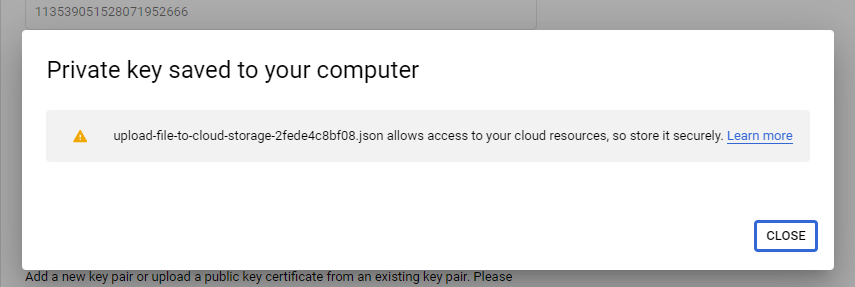 113539051528071952666
Private key saved to your computer
upload-file-to-cloud-storage-2fede4c8bf08.json allows access to your cloud resources, so store it securely. Learn more
CLOSE
Add a new key pair or upload a public key certificate from an existing key pair. Please